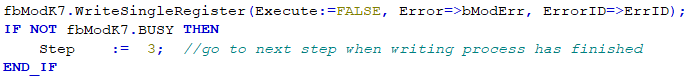 fbModK7.WriteSingleRegister(Execute:=FALSE, Error=>bModErr, ErrorID=>ErrID);
IF NOT fbModK7.BUSY THEN
    Step    :=  3;  //go to next step when writing process has finished
END_IF